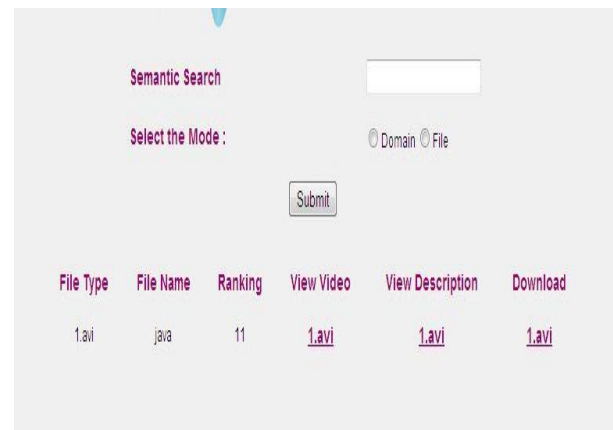 Semantic Search
Select the Mode : Domain File
Submit
File Type File Name Ranking View Video View Description Download
1.avi java 11 1.avi 1.avi 1.avi